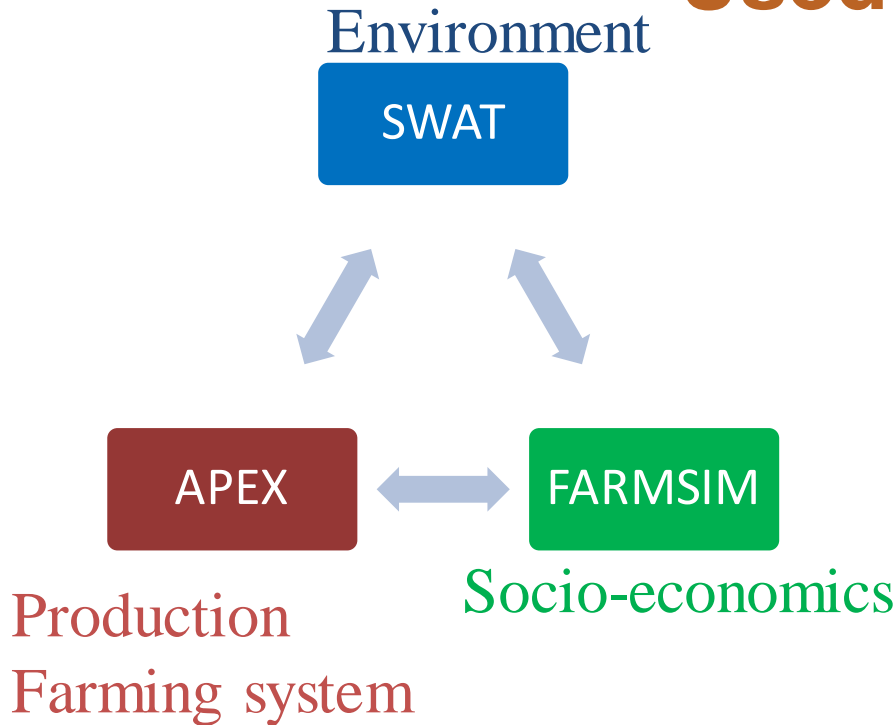 Environment
SWAT
APEX
FARMSIM
Socio-economics
Production
Farming system